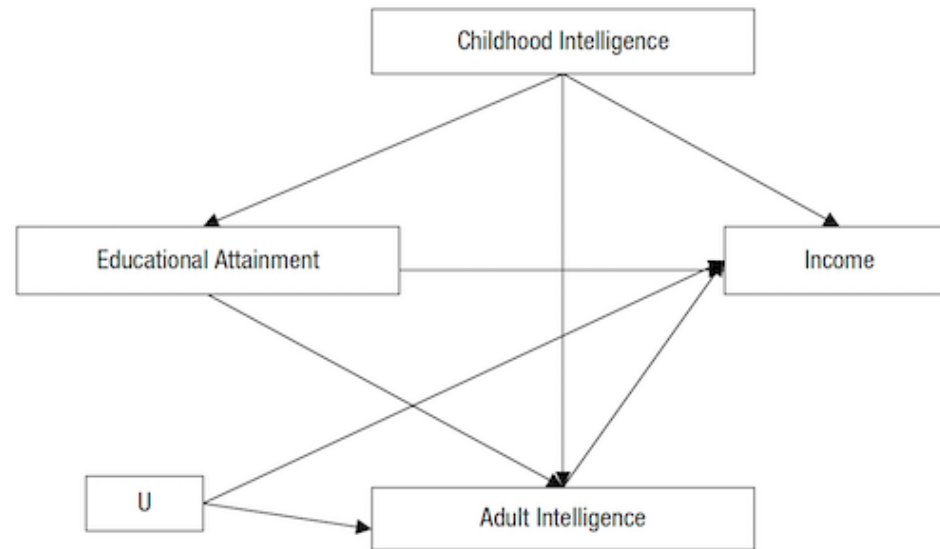 Childhood Intelligence
Educational Attainment
Income
U
Adult Intelligence